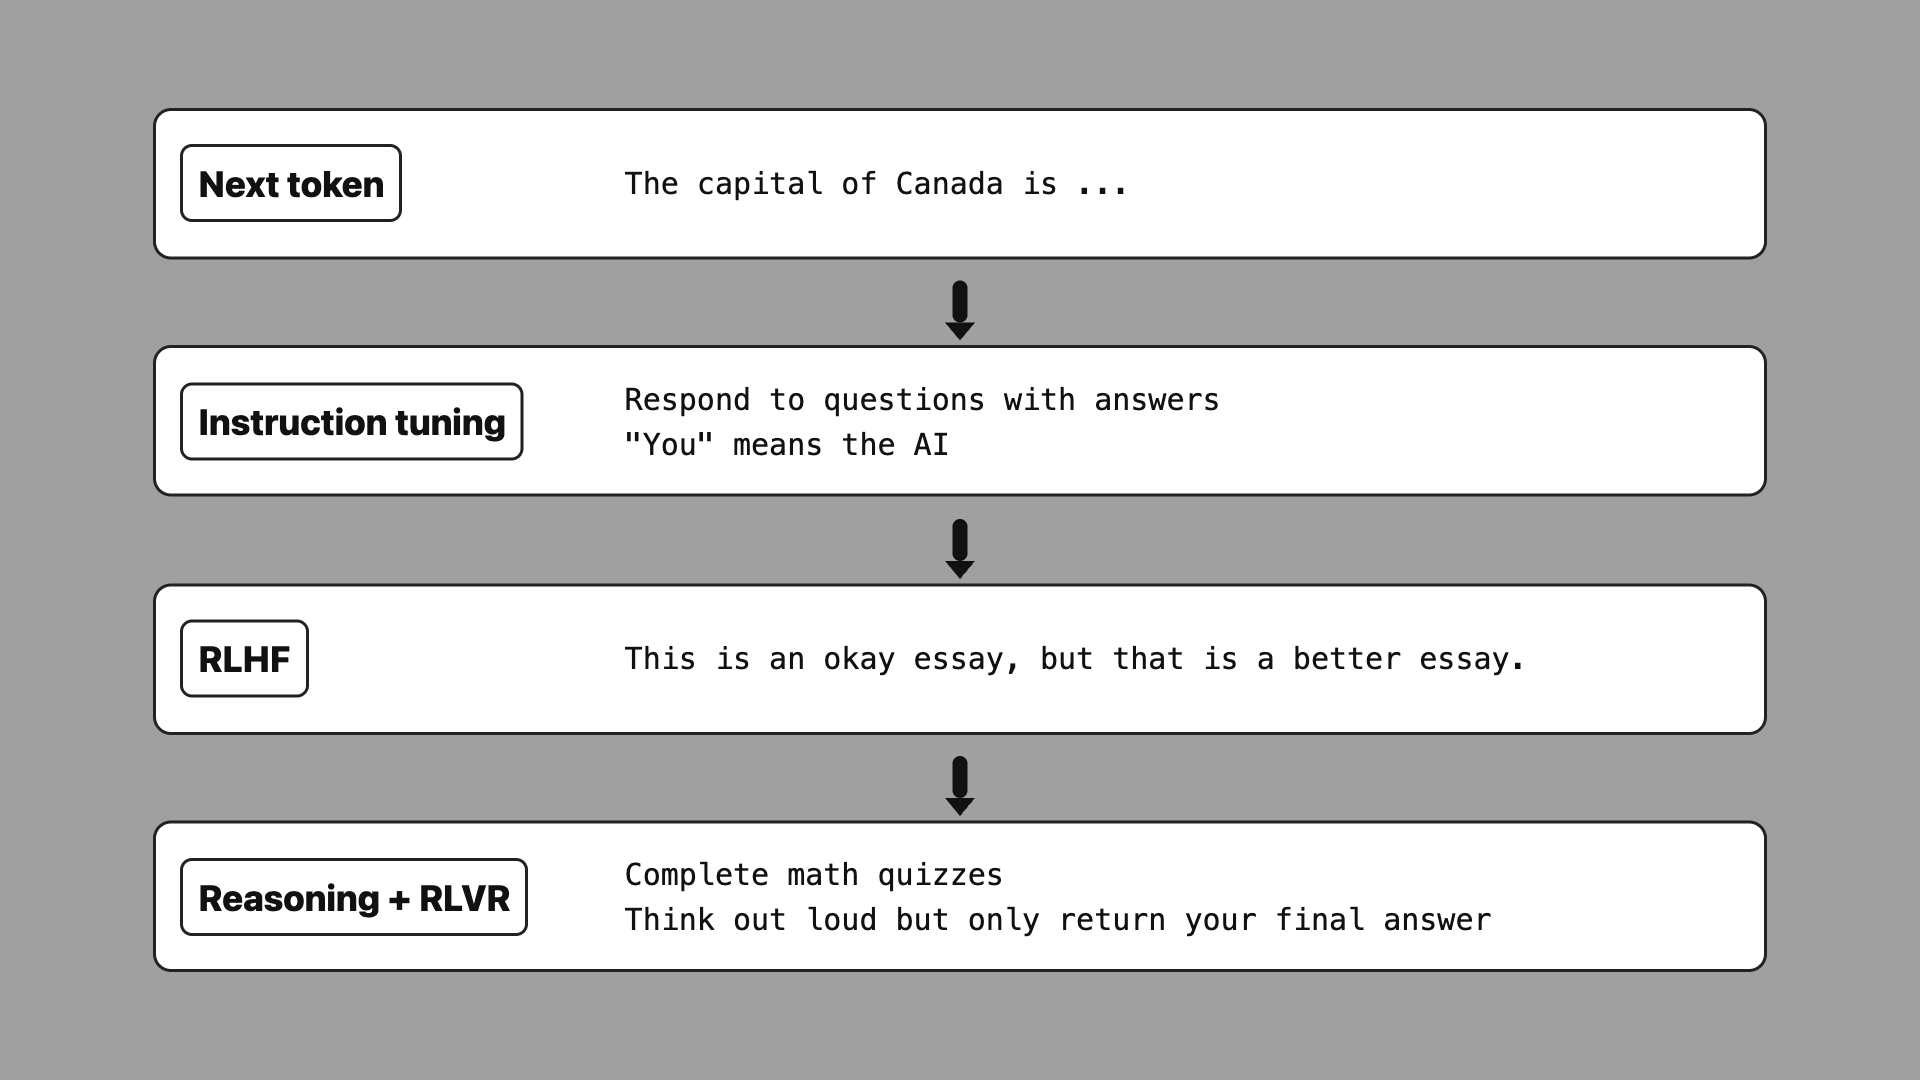 Next token
The capital of Canada is ...
Instruction tuning
Respond to questions with answers
"You" means the AI
RLHF
This is an okay essay, but that is a better essay.
Reasoning + RLVR
Complete math quizzes
Think out loud but only return your final answer